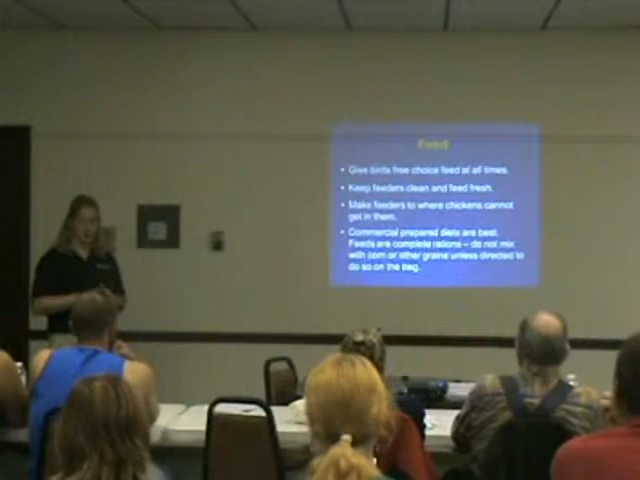 Feed
• Give birds free choice feed at all times.
• Keep feeders clean and feed fresh.
• Make feeders to where chickens cannot
get in them.
• Commercial prepared diets are best.
Feeds are complete rations – do not mix
with corn or other grains unless directed to
do so on the bag.